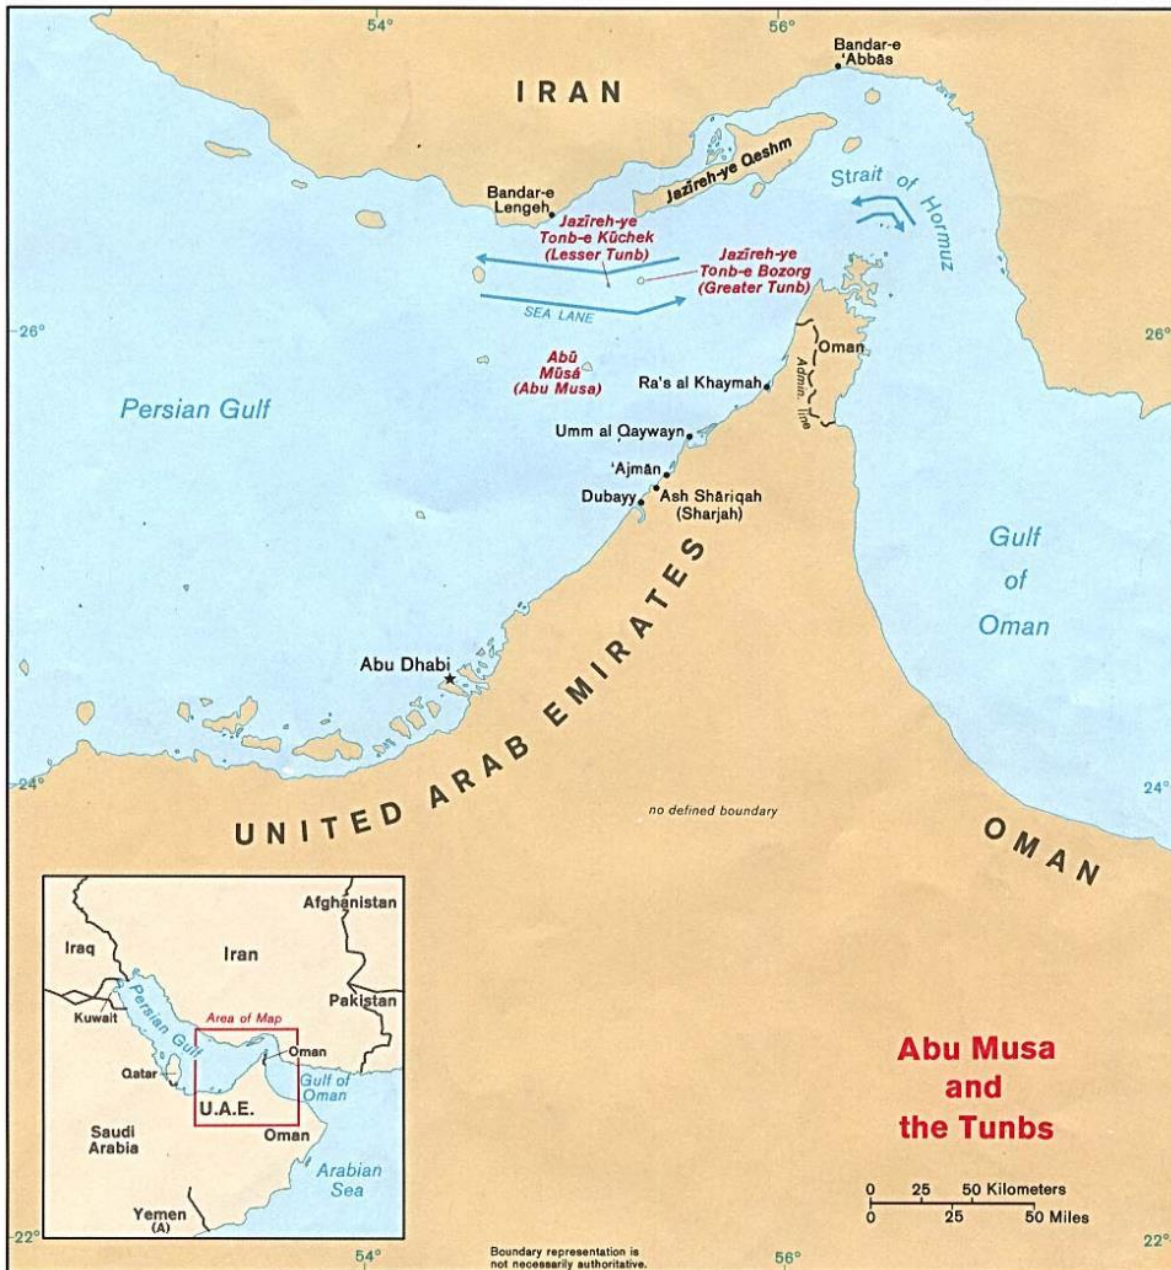 54°
56°
Bandar-e
'Abbās
IRAN
Jazīreh-ye Qeshm
Strait of Hormuz
Bandar-e
Lengeh
Jazīreh-ye
Tonb-e Kūchek
(Lesser Tunb)
Jazīreh-ye
Tonb-e Bozorg
(Greater Tunb)
SEA LANE
26°
26°
Oman
Admin. line
Abū
Mūsá
(Abu Musa)
Ra's al Khaymah
Persian Gulf
Umm al Qaywayn
'Ajmān
Dubayy
Ash Shāriqah
(Sharjah)
Gulf
of
Oman
Abu Dhabi
UNITED ARAB EMIRATES
24°
24°
no defined boundary
OMAN
Afghanistan
Iraq
Iran
Pakistan
Kuwait
Persian Gulf
Area of Map
Oman
Qatar
Gulf of
Oman
U.A.E.
Saudi
Arabia
Oman
Arabian
Sea
Yemen
(A)
Abu Musa
and
the Tunbs
0 25 50 Kilometers
0 25 50 Miles
22°
22°
54°
56°
Boundary representation is
not necessarily authoritative.